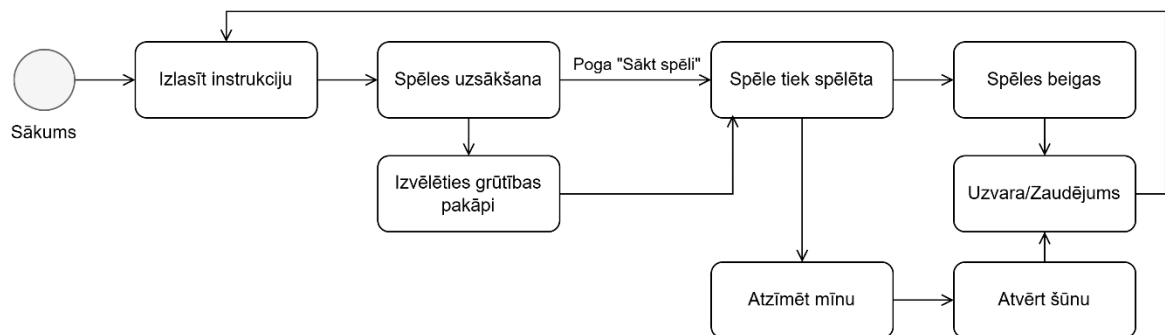 Sākums
Izlasīt instrukciju
Spēles uzsākšana
Poga "Sākt spēli"
Spēle tiek spēlēta
Spēles beigas
Izvēlēties grūtības
pakāpi
Uzvara/Zaudējums
Atzīmēt mīnu
Atvērt šūnu